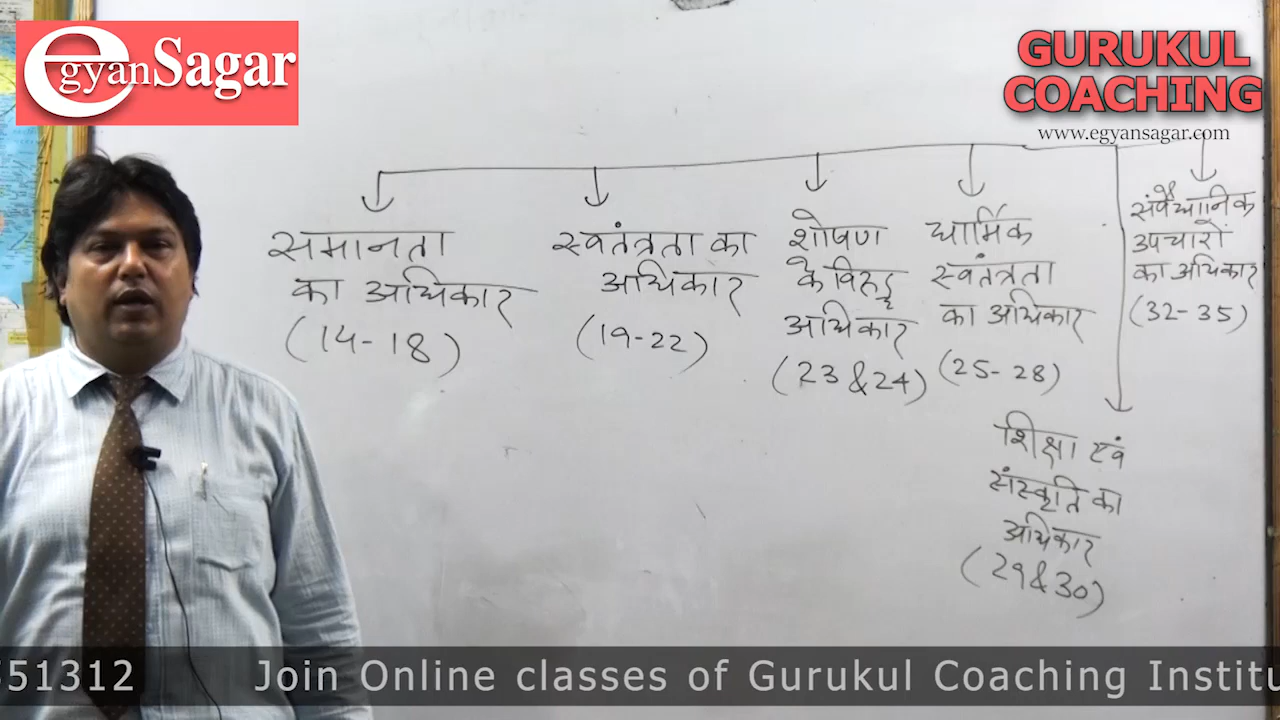 egyanSagar
GURUKUL
COACHING
www.egyansagar.com
समानता
का अधिकार
(14-18)
स्वतंत्रता का
अधिकार
(19-22)
शोषण
के विरुद्ध
अधिकार
(23 & 24)
धार्मिक
स्वतंत्रता
का अधिकार
(25-28)
संवैधानिक
उपचारों
का अधिकार
(32-35)
शिक्षा एवं
संस्कृति का
अधिकार
(29 & 30)
51312 Join Online classes of Gurukul Coaching Institu